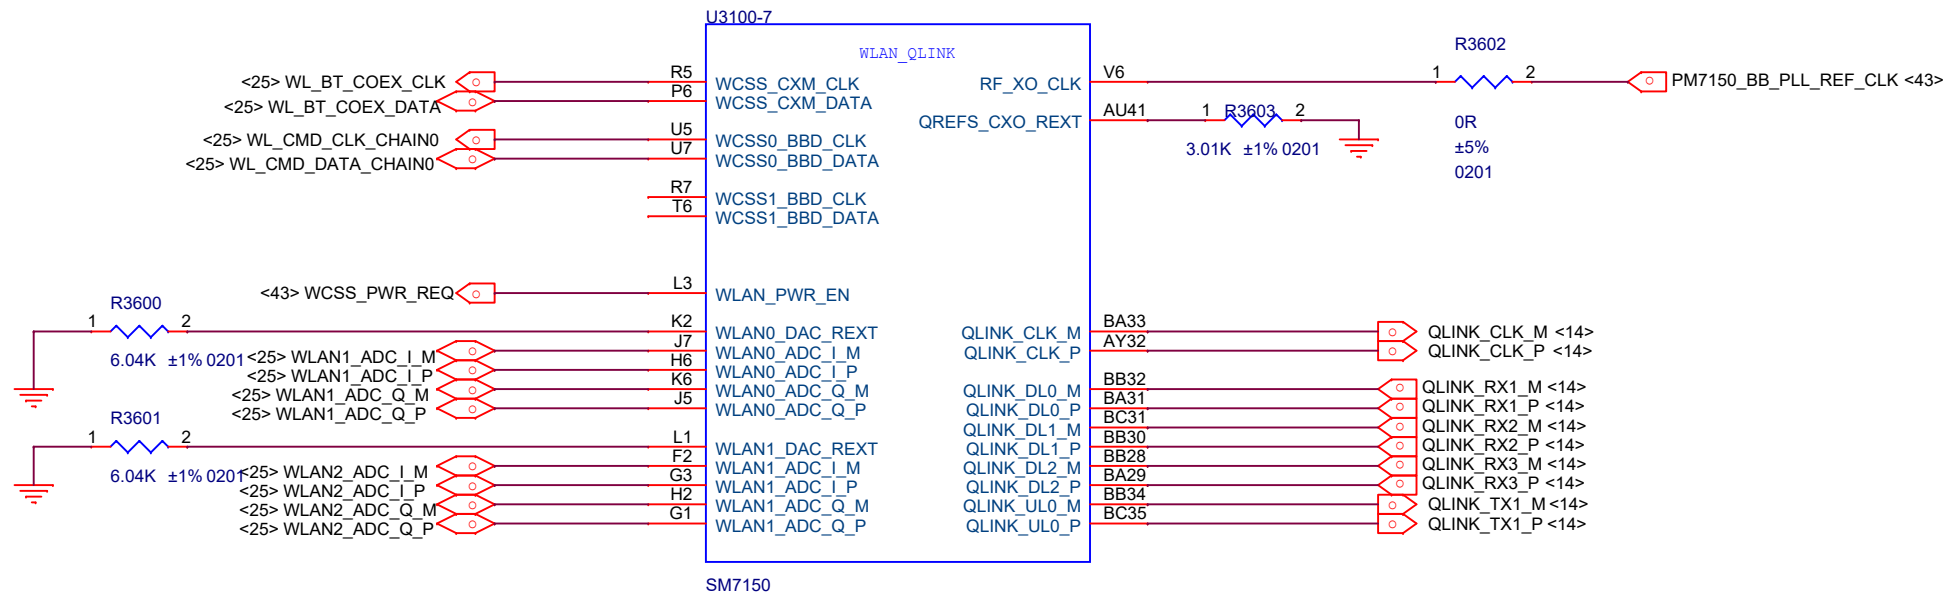 U3100-7
WLAN_QLINK
<25> WL_BT_COEX_CLK R5 WCSS_CXM_CLK
<25> WL_BT_COEX_DATA P6 WCSS_CXM_DATA
<25> WL_CMD_CLK_CHAIN0 U5 WCSS0_BBD_CLK
<25> WL_CMD_DATA_CHAIN0 U7 WCSS0_BBD_DATA
R7 WCSS1_BBD_CLK
T6 WCSS1_BBD_DATA
<43> WCSS_PWR_REQ L3 WLAN_PWR_EN
R3600
1 2 K2 WLAN0_DAC_REXT
6.04K ±1% 0201
<25> WLAN1_ADC_I_M J7 WLAN0_ADC_I_M
<25> WLAN1_ADC_I_P H6 WLAN0_ADC_I_P
<25> WLAN1_ADC_Q_M K6 WLAN0_ADC_Q_M
<25> WLAN1_ADC_Q_P J5 WLAN0_ADC_Q_P
R3601
1 2 L1 WLAN1_DAC_REXT
6.04K ±1% 0201
<25> WLAN2_ADC_I_M F2 WLAN1_ADC_I_M
<25> WLAN2_ADC_I_P G3 WLAN1_ADC_I_P
<25> WLAN2_ADC_Q_M H2 WLAN1_ADC_Q_M
<25> WLAN2_ADC_Q_P G1 WLAN1_ADC_Q_P
RF_XO_CLK V6 1 R3602 2 PM7150_BB_PLL_REF_CLK <43>
0R
±5%
0201
QREFS_CXO_REXT AU41 1 R3603 2
3.01K ±1% 0201
QLINK_CLK_M BA33 QLINK_CLK_M <14>
QLINK_CLK_P AY32 QLINK_CLK_P <14>
QLINK_DL0_M BB32 QLINK_RX1_M <14>
QLINK_DL0_P BA31 QLINK_RX1_P <14>
QLINK_DL1_M BC31 QLINK_RX2_M <14>
QLINK_DL1_P BB30 QLINK_RX2_P <14>
QLINK_DL2_M BB28 QLINK_RX3_M <14>
QLINK_DL2_P BA29 QLINK_RX3_P <14>
QLINK_UL0_M BB34 QLINK_TX1_M <14>
QLINK_UL0_P BC35 QLINK_TX1_P <14>
SM7150